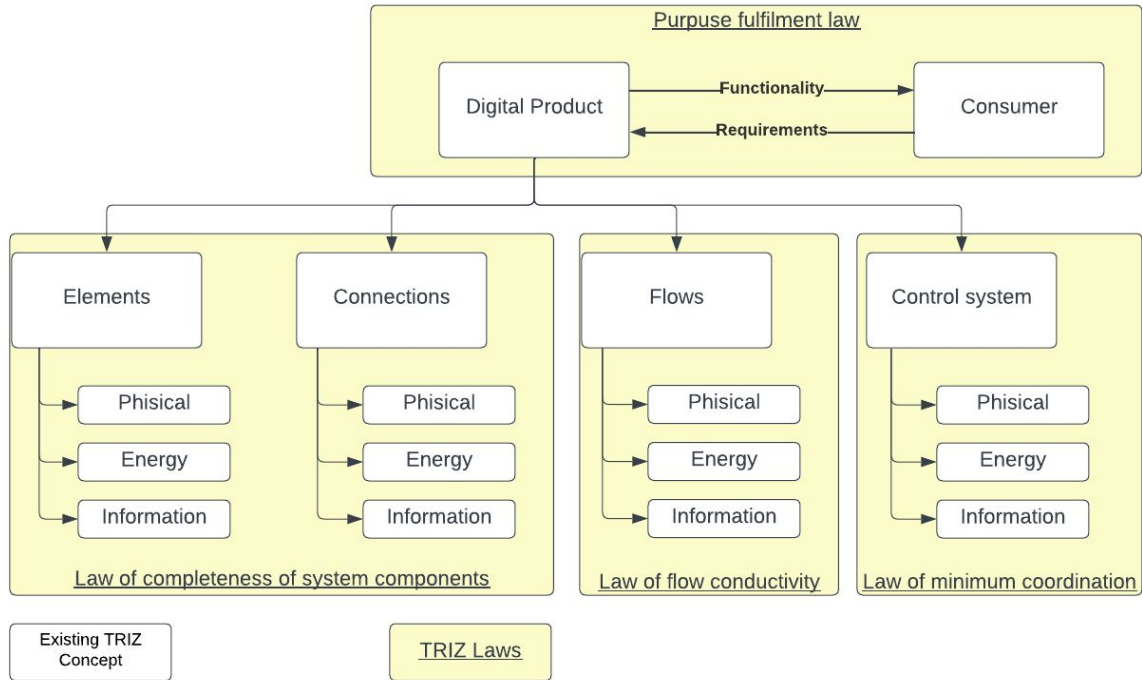 Purpuse fulfilment law
Digital Product
Functionality
Requirements
Consumer
Elements
Connections
Flows
Control system
Phisical
Energy
Information
Phisical
Energy
Information
Phisical
Energy
Information
Phisical
Energy
Information
Law of completeness of system components
Law of flow conductivity
Law of minimum coordination
Existing TRIZ
Concept
TRIZ Laws